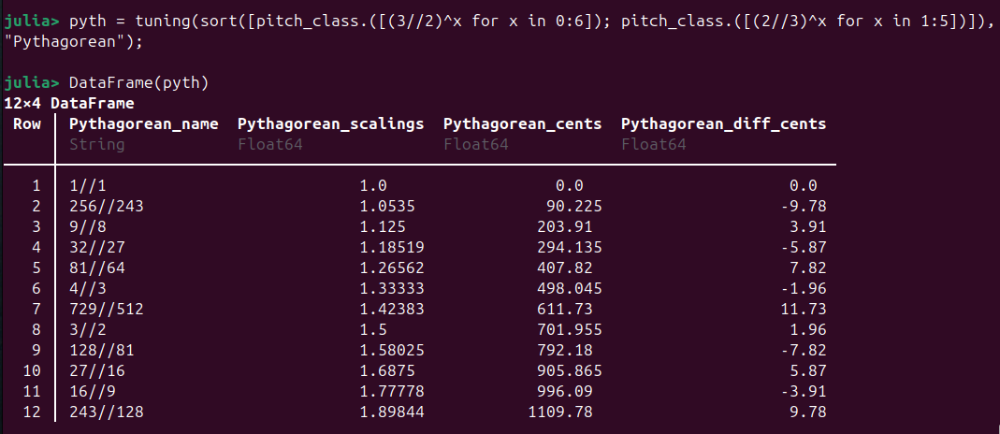 julia> pyth = tuning(sort([pitch_class.([(3//2)^x for x in 0:6]); pitch_class.([(2//3)^x for x in 1:5])]),
"Pythagorean");
julia> DataFrame(pyth)
12×4 DataFrame
Row Pythagorean_name Pythagorean_scalings Pythagorean_cents Pythagorean_diff_cents
String Float64 Float64 Float64
1 1//1 1.0 0.0 0.0
2 256//243 1.0535 90.225 -9.78
3 9//8 1.125 203.91 3.91
4 32//27 1.18519 294.135 -5.87
5 81//64 1.26562 407.82 7.82
6 4//3 1.33333 498.045 -1.96
7 729//512 1.42383 611.73 11.73
8 3//2 1.5 701.955 1.96
9 128//81 1.58025 792.18 -7.82
10 27//16 1.6875 905.865 5.87
11 16//9 1.77778 996.09 -3.91
12 243//128 1.89844 1109.78 9.78